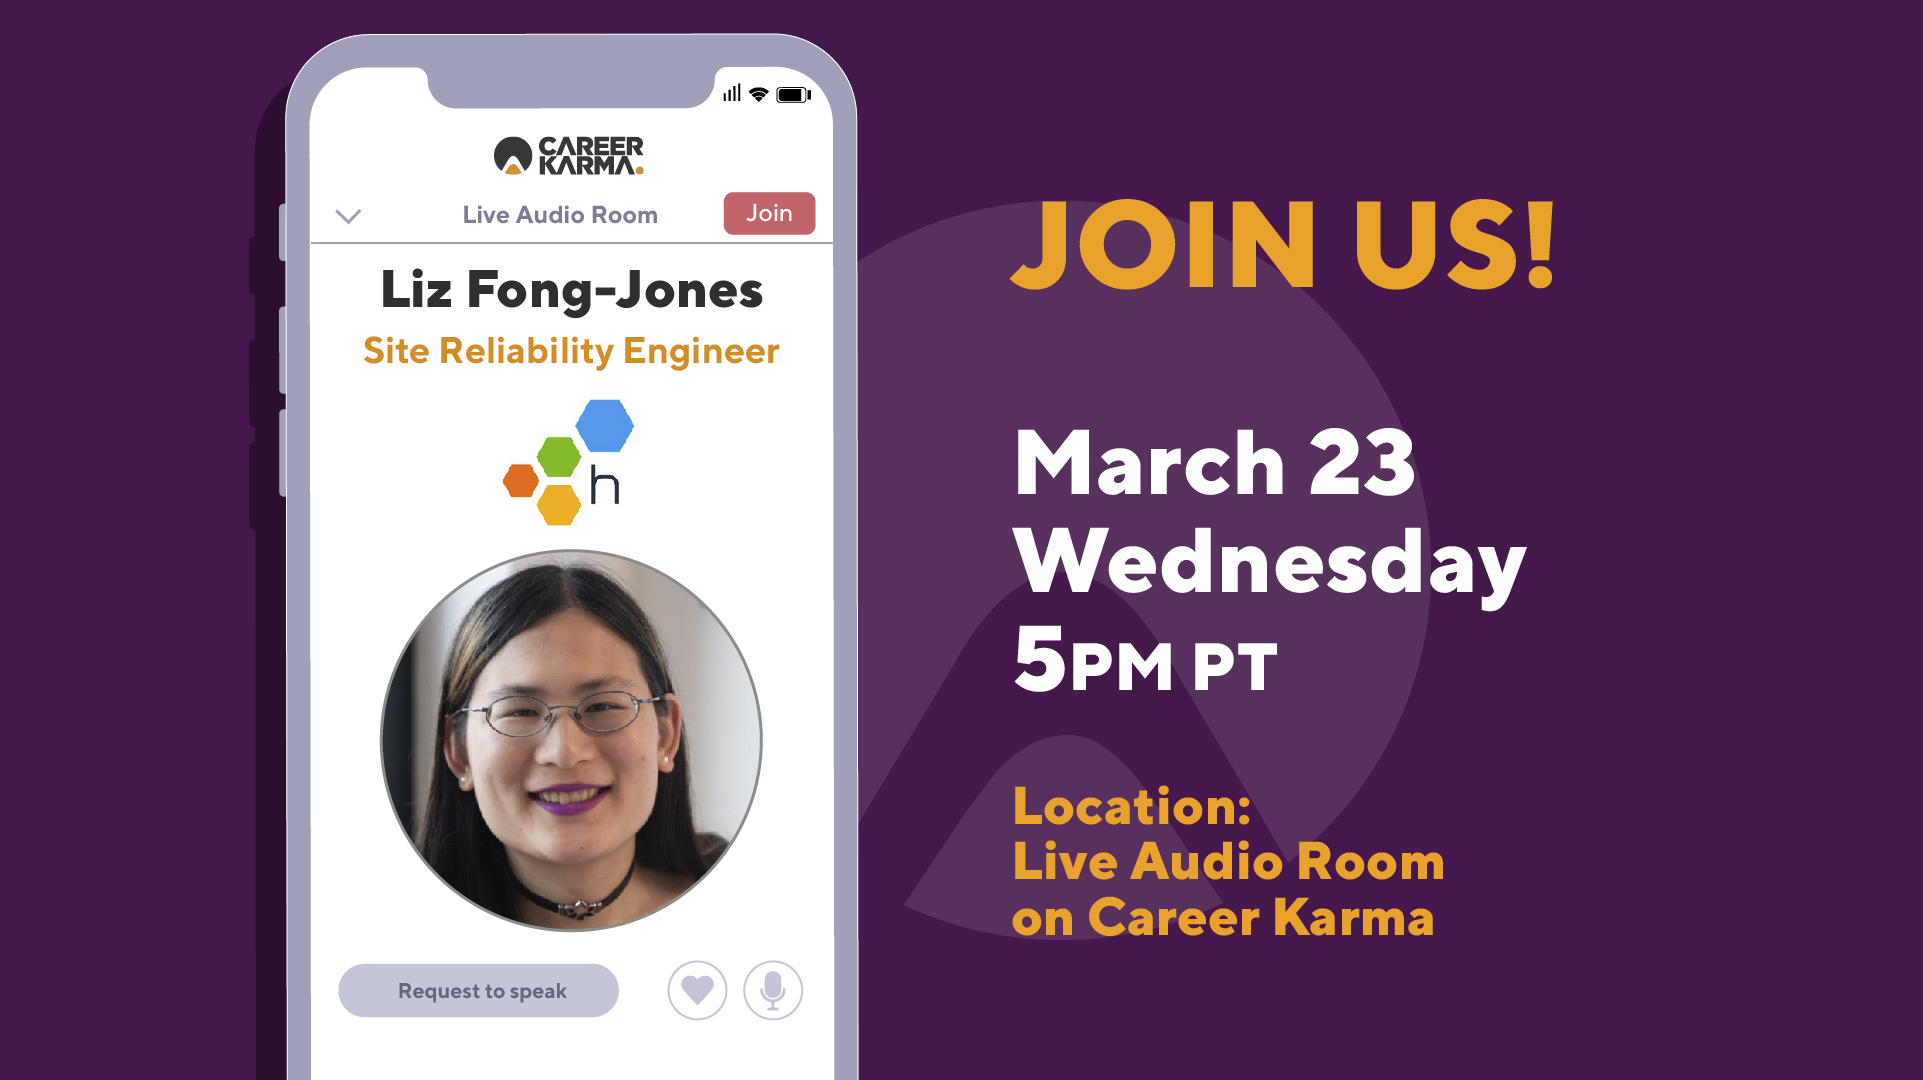 CAREER
KARMA.
Live Audio Room
Join
Liz Fong-Jones
Site Reliability Engineer
h
Request to speak
JOIN US!
March 23
Wednesday
5PM PT
Location:
Live Audio Room
on Career Karma